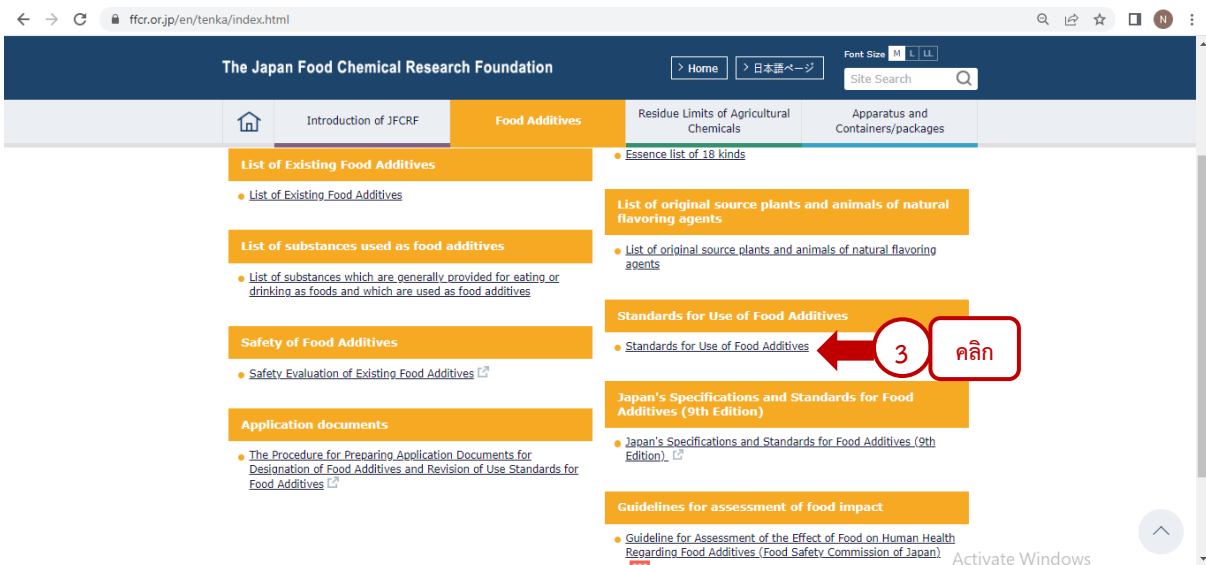 ffcr.or.jp/en/tenka/index.html
N
The Japan Food Chemical Research Foundation
> Home
> 日本語ページ
Font Size M L LL
Site Search
Introduction of JFCRF
Food Additives
Residue Limits of Agricultural
Chemicals
Apparatus and
Containers/packages
List of Existing Food Additives
List of Existing Food Additives
List of substances used as food additives
List of substances which are generally provided for eating or
drinking as foods and which are used as food additives
Safety of Food Additives
Safety Evaluation of Existing Food Additives
Application documents
The Procedure for Preparing Application Documents for
Designation of Food Additives and Revision of Use Standards for
Food Additives
Essence list of 18 kinds
List of original source plants and animals of natural
flavoring agents
List of original source plants and animals of natural flavoring
agents
Standards for Use of Food Additives
Standards for Use of Food Additives
3
คลิก
Japan's Specifications and Standards for Food
Additives (9th Edition)
Japan's Specifications and Standards for Food Additives (9th
Edition)
Guidelines for assessment of food impact
Guideline for Assessment of the Effect of Food on Human Health
Regarding Food Additives (Food Safety Commission of Japan)
Activate Windows